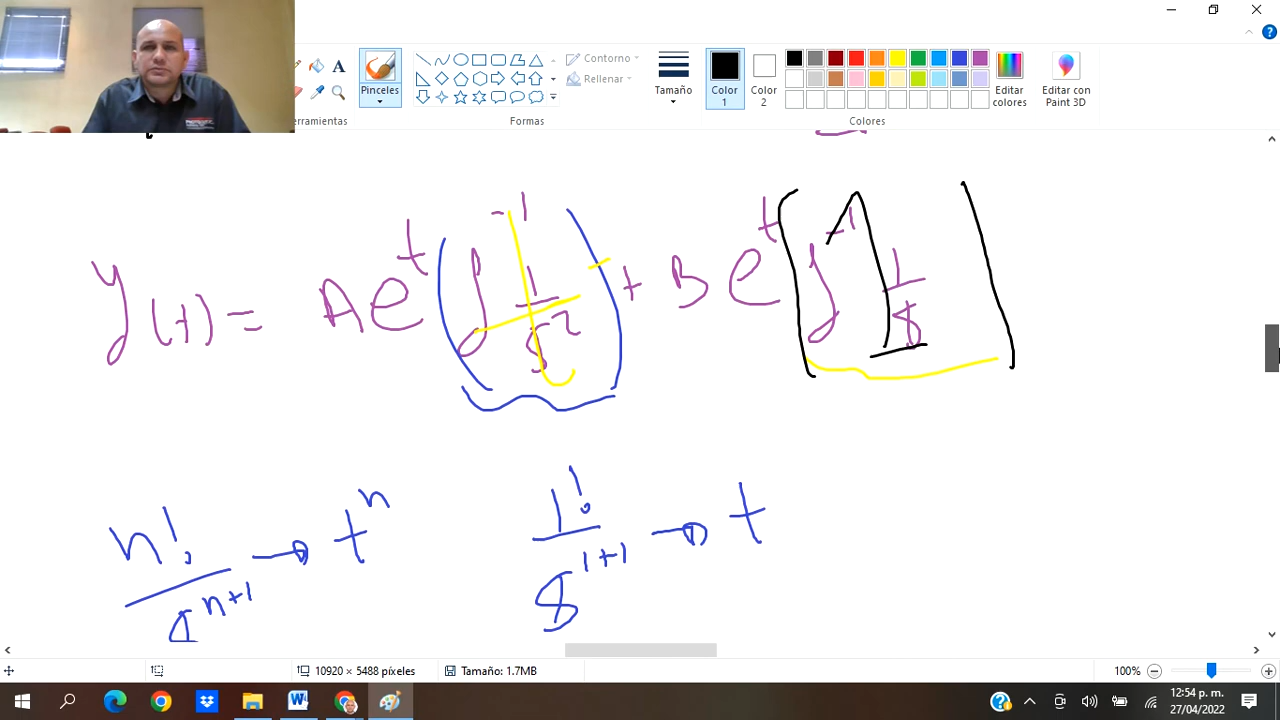 Contorno
Rellenar
Pinceles
Tamaño
Color 1
Color 2
Editar colores
Editar con Paint 3D
erramientas
Formas
Colores
y(t) = Ae^t (ℒ^-1 1/s^2) + Be^t (ℒ^-1 1/s)
n!/s^(n+1) → t^n 1!/s^(1+1) → t
10920 × 5488 píxeles
Tamaño: 1.7MB
100%
12:54 p. m.
27/04/2022